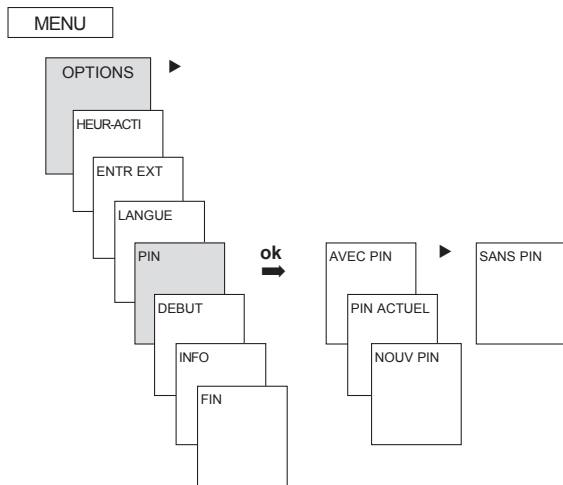 MENU
OPTIONS
HEUR-ACTI
ENTR EXT
LANGUE
PIN
ok
AVEC PIN
SANS PIN
DEBUT
PIN ACTUEL
INFO
NOUV PIN
FIN